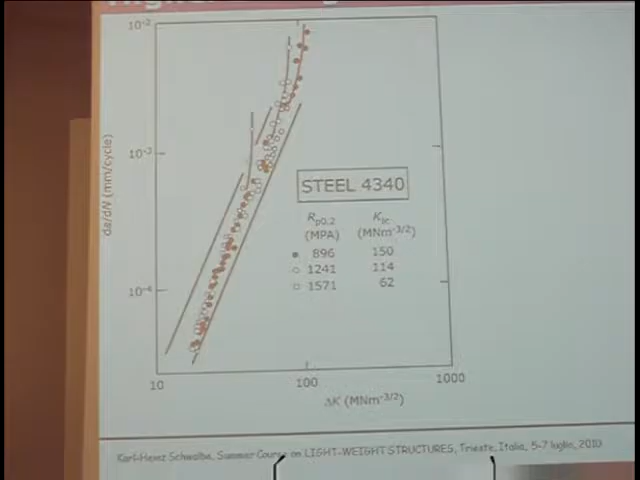 10-2
10-3
10-4
da/dN (mm/cycle)
STEEL 4340
Rp0,2 KIc
(MPA) (MNm-3/2)
896 150
1241 114
1571 62
10 100 1000
ΔK (MNm-3/2)
Karl-Heinz Schwalbe, Summer Course on LIGHT-WEIGHT STRUCTURES, Trieste, Italia, 5-7 luglio, 2010